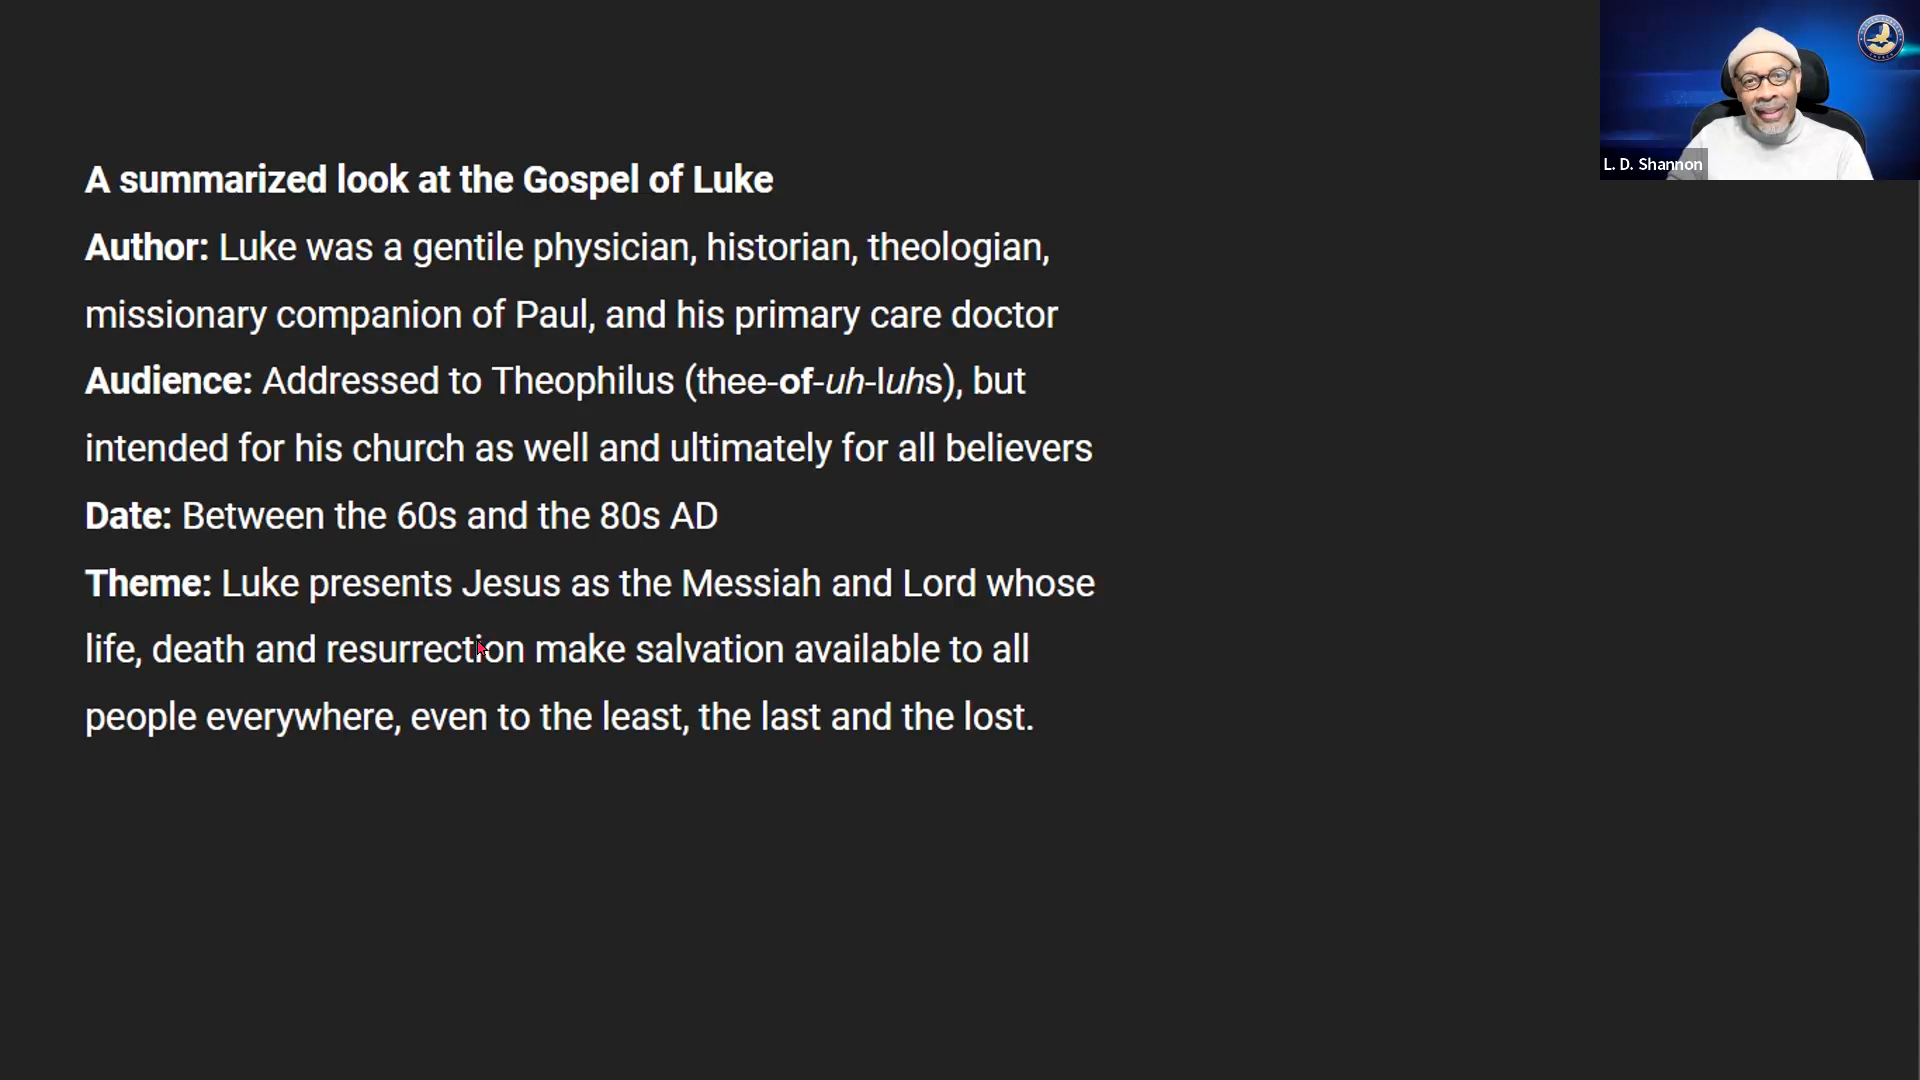 A summarized look at the Gospel of Luke
Author: Luke was a gentile physician, historian, theologian,
missionary companion of Paul, and his primary care doctor
Audience: Addressed to Theophilus (thee-of-uh-luhs), but
intended for his church as well and ultimately for all believers
Date: Between the 60s and the 80s AD
Theme: Luke presents Jesus as the Messiah and Lord whose
life, death and resurrection make salvation available to all
people everywhere, even to the least, the last and the lost.
L. D. Shannon